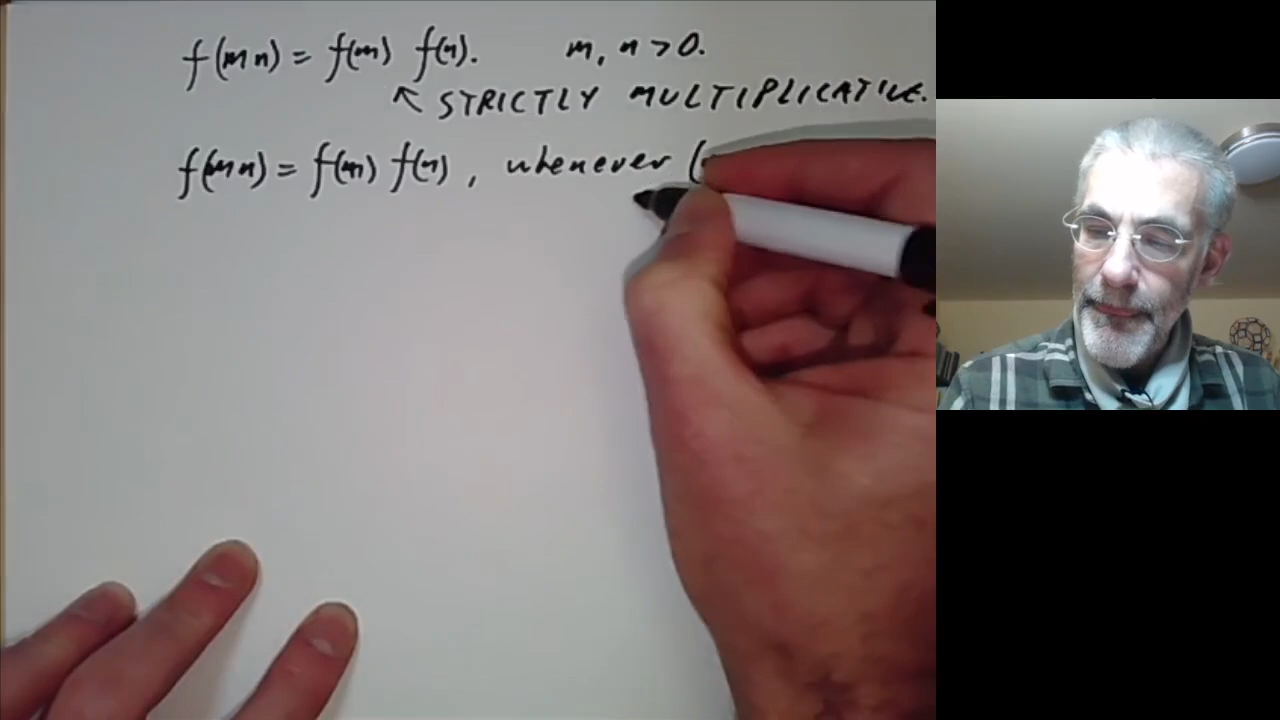 f(mn) = f(m) f(n). m, n > 0.
↖ STRICTLY MULTIPLICATIVE.
f(mn) = f(m) f(n), whenever (